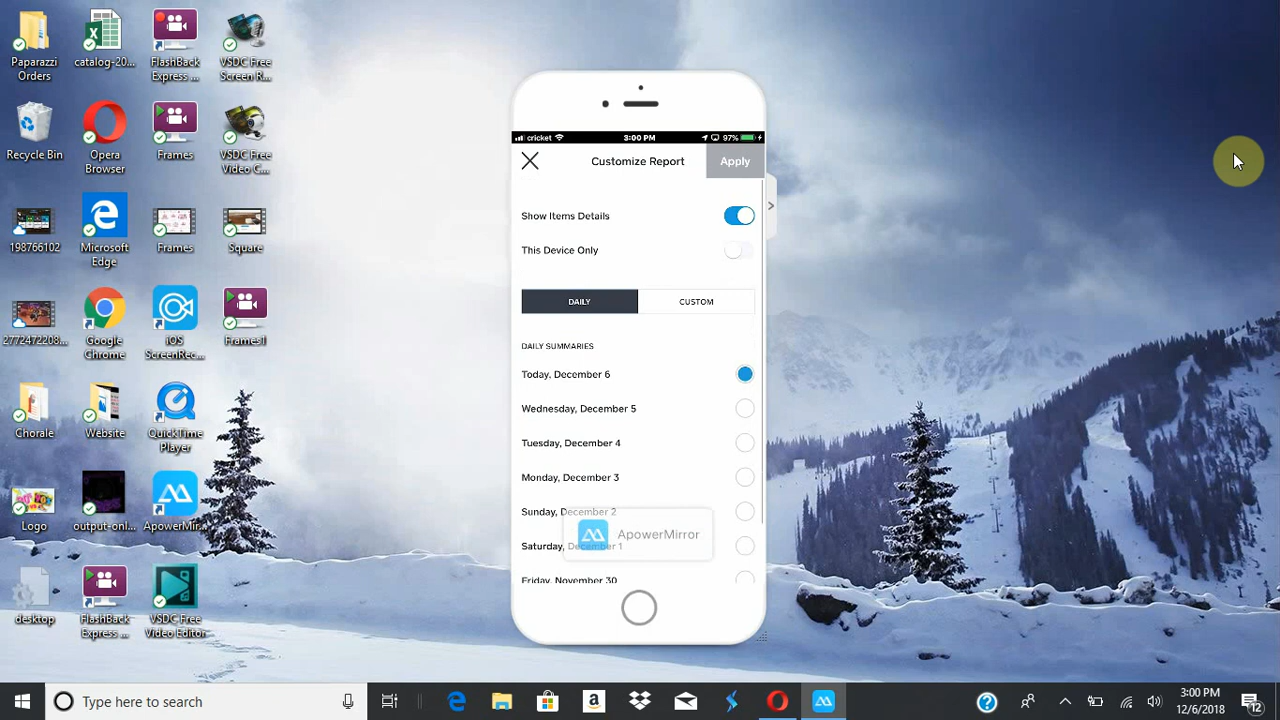 Paparazzi
Orders
catalog-20...
FlashBack
Express ...
VSDC Free
Screen R...
Recycle Bin
Opera
Browser
Frames
VSDC Free
Video C...
198766102
Microsoft
Edge
Frames
Square
2772472208...
Google
Chrome
iOS
ScreenRec...
Frames1
Chorale
Website
QuickTime
Player
Logo
output-onl...
ApowerMir...
desktop
FlashBack
Express ...
VSDC Free
Video Editor
cricket
3:00 PM
97%
Customize Report
Apply
Show Items Details
This Device Only
DAILY
CUSTOM
DAILY SUMMARIES
Today, December 6
Wednesday, December 5
Tuesday, December 4
Monday, December 3
Sunday, December 2
ApowerMirror
Saturday, December 1
Friday, November 30
Type here to search
3:00 PM
12/6/2018
12